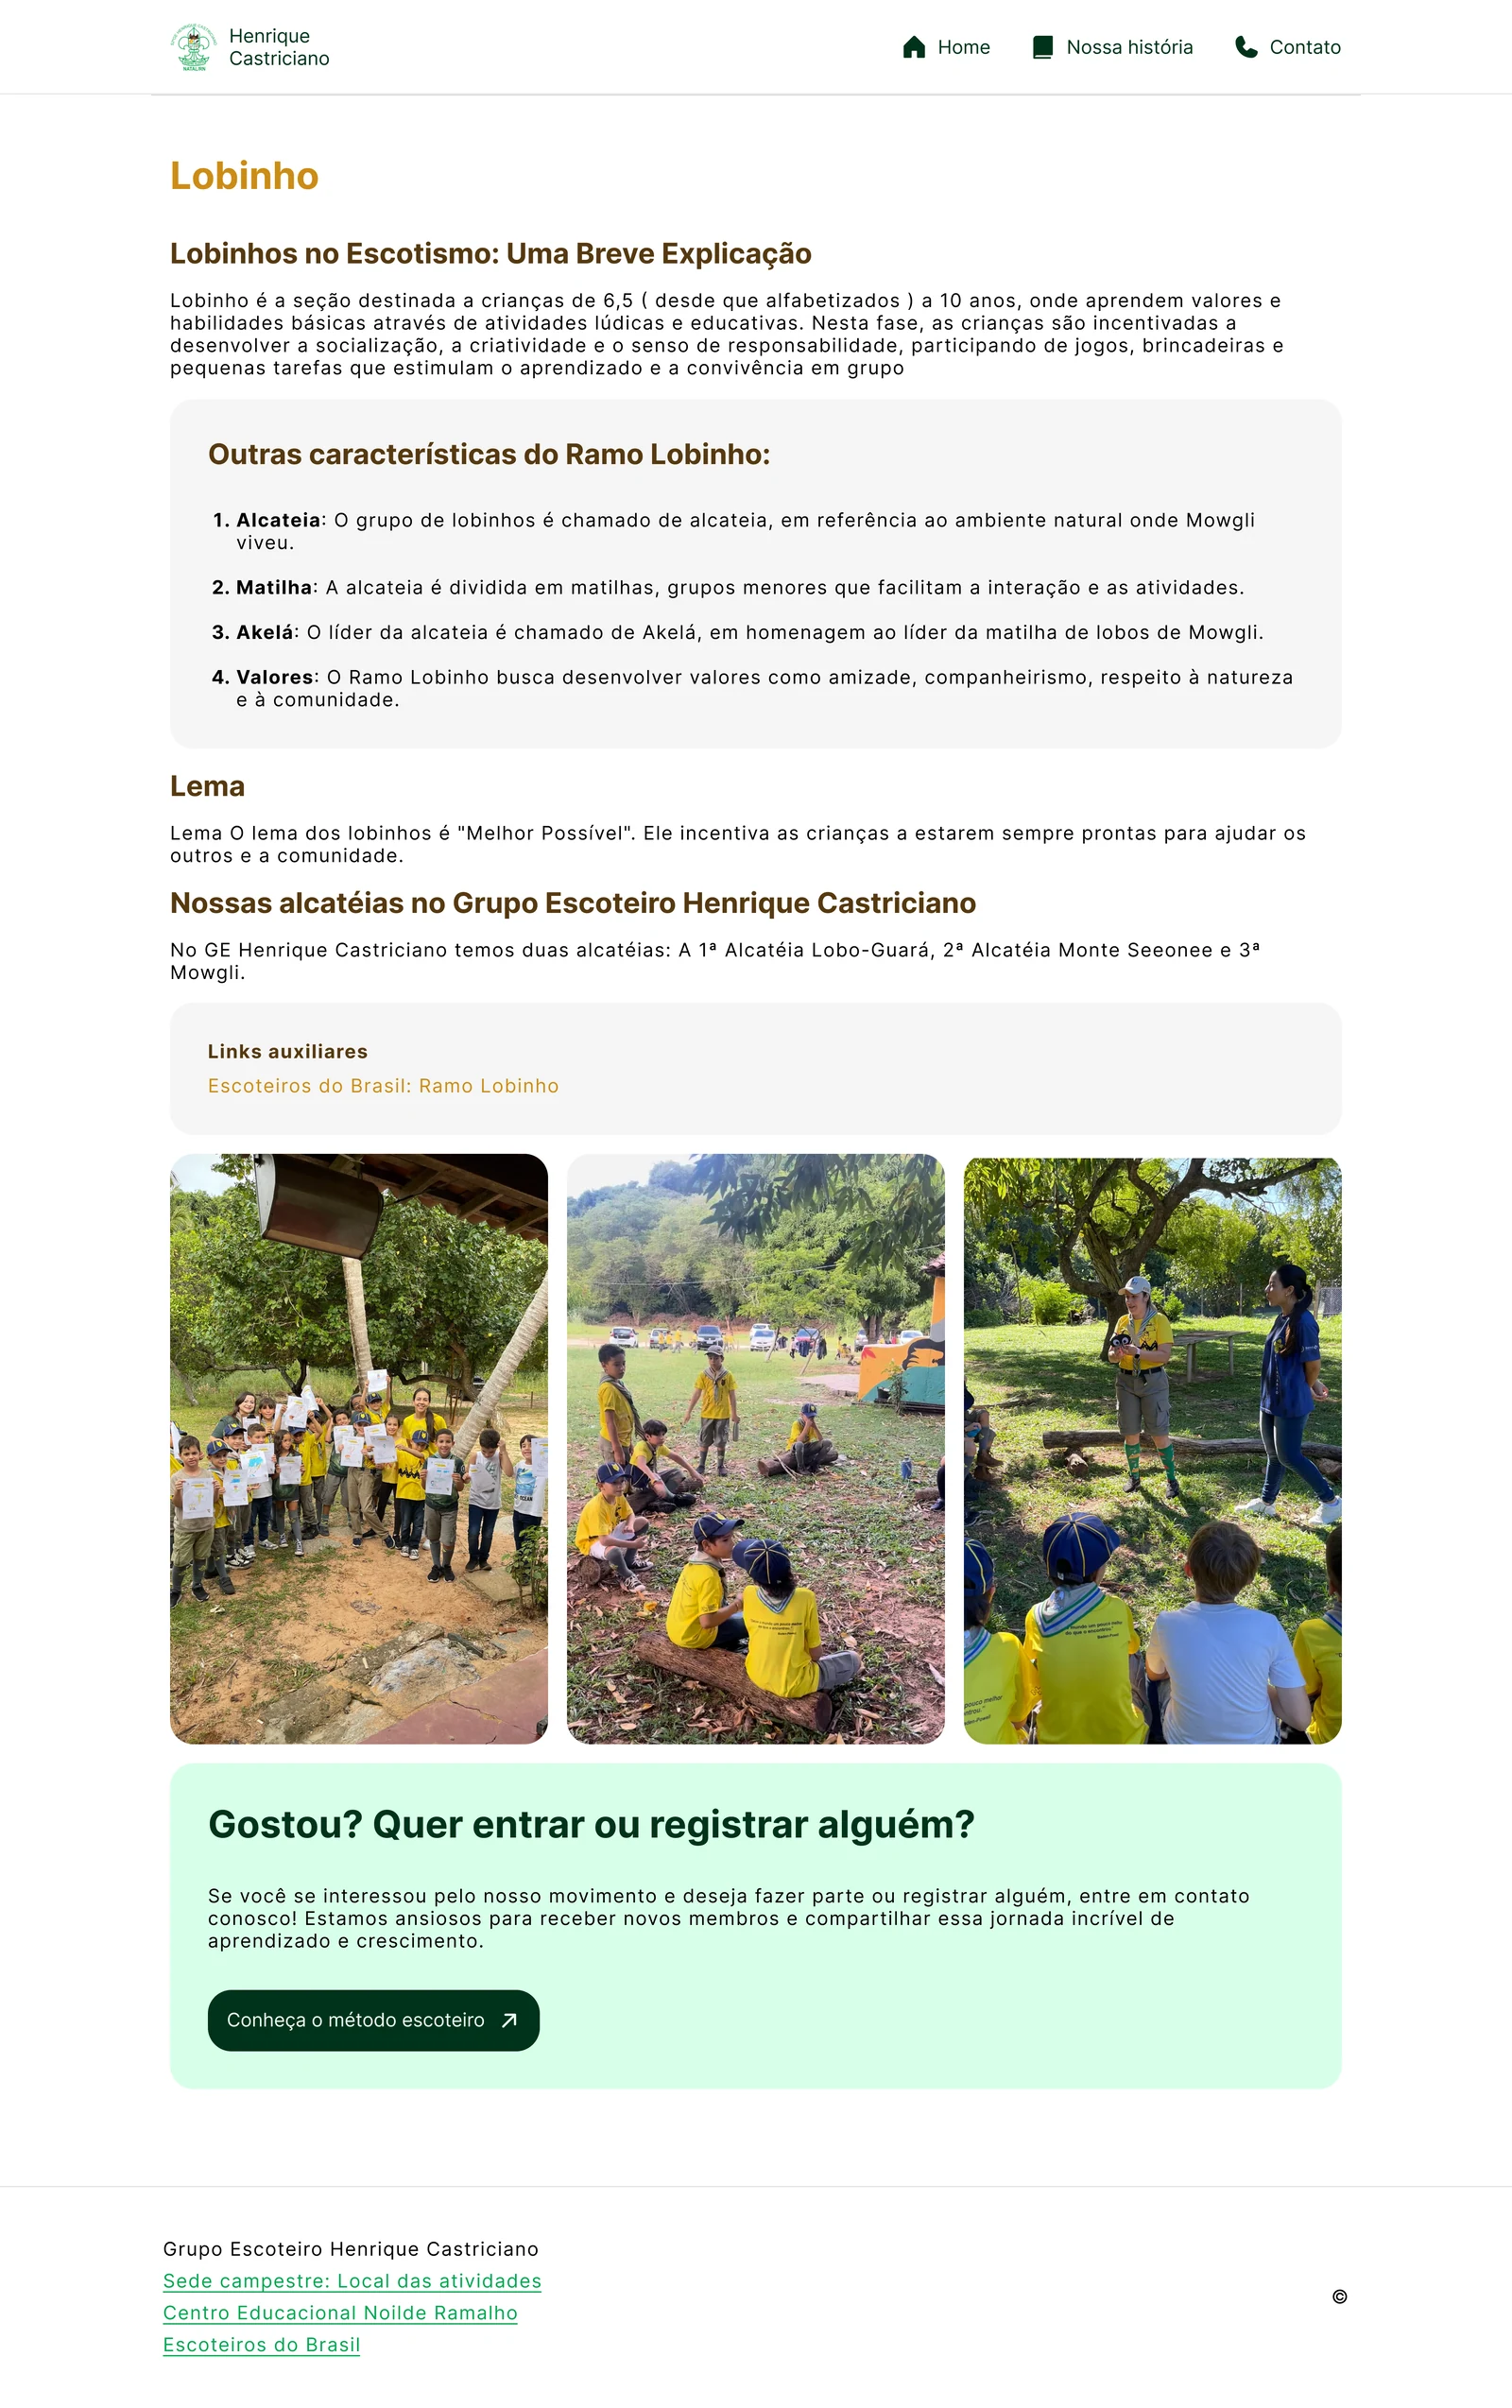 Henrique
Castriciano
NATAL/RN
Home
Nossa história
Contato
Lobinho
Lobinhos no Escotismo: Uma Breve Explicação
Lobinho é a seção destinada a crianças de 6,5 ( desde que alfabetizados ) a 10 anos, onde aprendem valores e
habilidades básicas através de atividades lúdicas e educativas. Nesta fase, as crianças são incentivadas a
desenvolver a socialização, a criatividade e o senso de responsabilidade, participando de jogos, brincadeiras e
pequenas tarefas que estimulam o aprendizado e a convivência em grupo
Outras características do Ramo Lobinho:
1. Alcateia: O grupo de lobinhos é chamado de alcateia, em referência ao ambiente natural onde Mowgli
viveu.
2. Matilha: A alcateia é dividida em matilhas, grupos menores que facilitam a interação e as atividades.
3. Akelá: O líder da alcateia é chamado de Akelá, em homenagem ao líder da matilha de lobos de Mowgli.
4. Valores: O Ramo Lobinho busca desenvolver valores como amizade, companheirismo, respeito à natureza
e à comunidade.
Lema
Lema O lema dos lobinhos é "Melhor Possível". Ele incentiva as crianças a estarem sempre prontas para ajudar os
outros e a comunidade.
Nossas alcatéias no Grupo Escoteiro Henrique Castriciano
No GE Henrique Castriciano temos duas alcatéias: A 1ª Alcatéia Lobo-Guará, 2ª Alcatéia Monte Seeonee e 3ª
Mowgli.
Links auxiliares
Escoteiros do Brasil: Ramo Lobinho
OCEAN
mundo um pouco
do que o encontrou."
pouco melhor
Gostou? Quer entrar ou registrar alguém?
Se você se interessou pelo nosso movimento e deseja fazer parte ou registrar alguém, entre em contato
conosco! Estamos ansiosos para receber novos membros e compartilhar essa jornada incrível de
aprendizado e crescimento.
Conheça o método escoteiro
Grupo Escoteiro Henrique Castriciano
Sede campestre: Local das atividades
Centro Educacional Noilde Ramalho
Escoteiros do Brasil
©